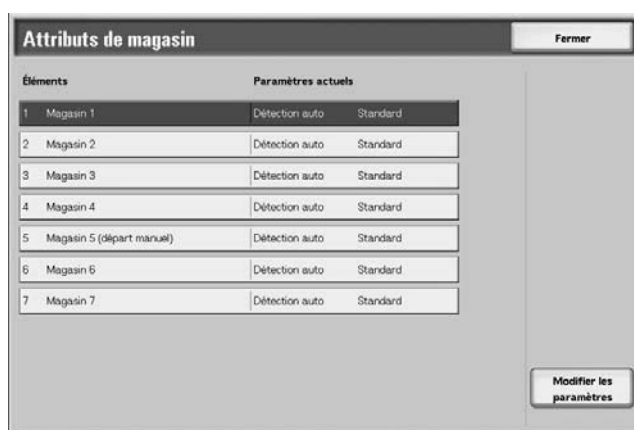 Attributs de magasin
Fermer
Éléments Paramètres actuels
1 Magasin 1 Détection auto Standard
2 Magasin 2 Détection auto Standard
3 Magasin 3 Détection auto Standard
4 Magasin 4 Détection auto Standard
5 Magasin 5 (départ manuel) Détection auto Standard
6 Magasin 6 Détection auto Standard
7 Magasin 7 Détection auto Standard
Modifier les
paramètres